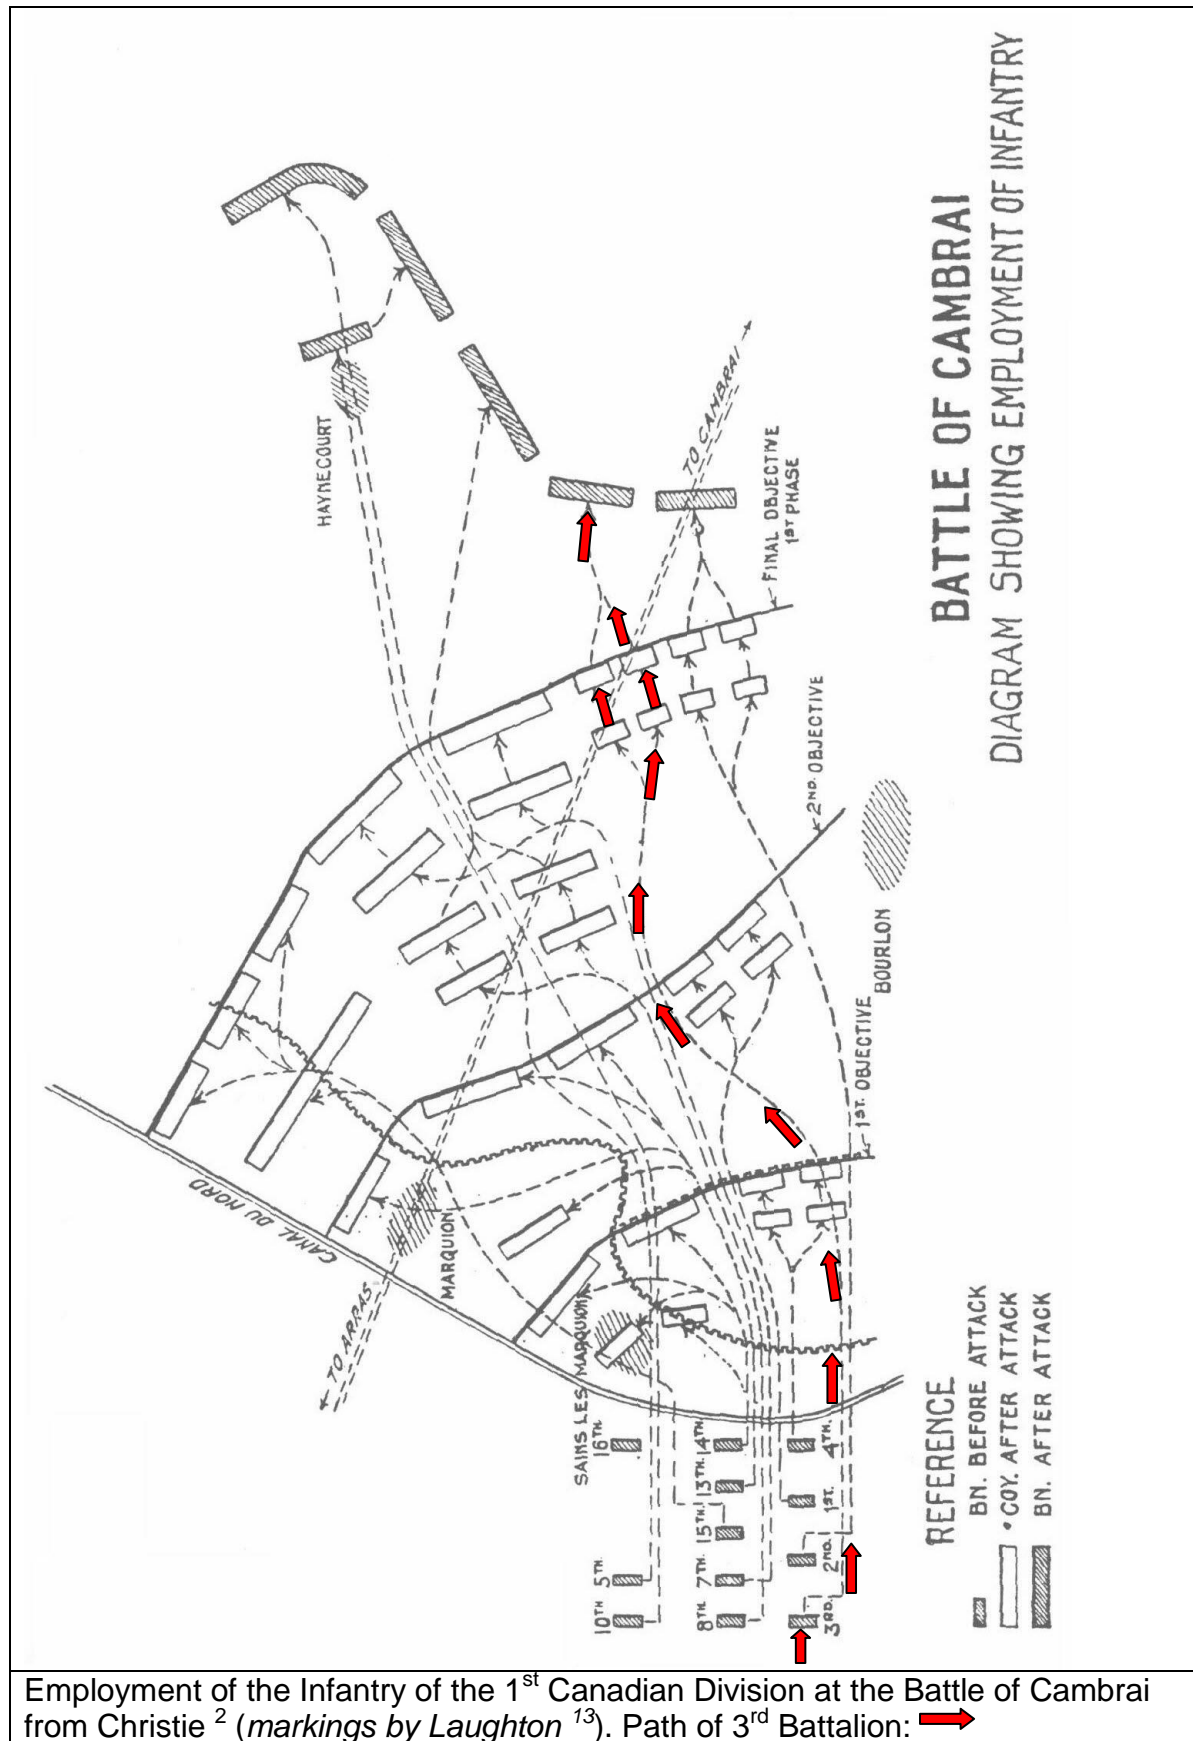 BATTLE OF CAMBRAI
DIAGRAM SHOWING EMPLOYMENT OF INFANTRY
HAYNECOURT
TO CAMBRAI
FINAL OBJECTIVE
1ST PHASE
2ND. OBJECTIVE
BOURLON
1ST. OBJECTIVE
CANAL DU NORD
MARQUION
TO ARRAS
SAINS LES MARQUION
16TH.
14TH.
13TH.
15TH.
4TH.
1ST.
2ND.
3RD.
5TH.
10TH
7TH.
8TH.
REFERENCE
BN. BEFORE ATTACK
• COY. AFTER ATTACK
BN. AFTER ATTACK
Employment of the Infantry of the 1st Canadian Division at the Battle of Cambrai
from Christie 2 (markings by Laughton 13). Path of 3rd Battalion: